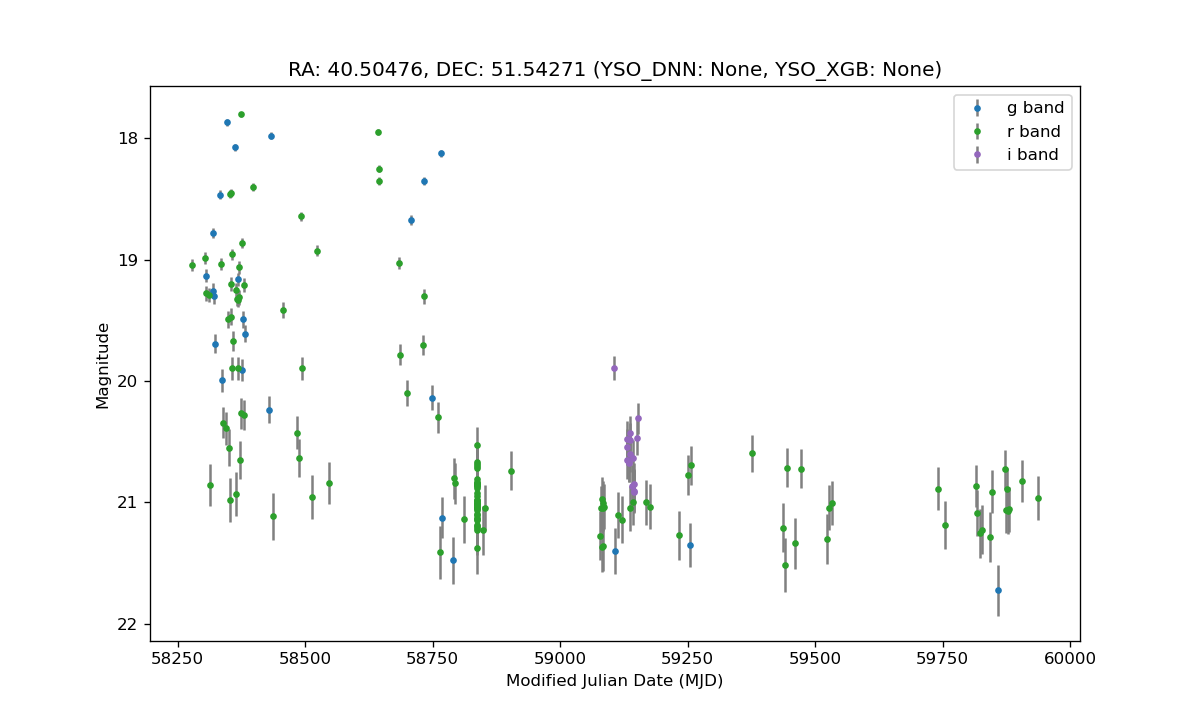 RA: 40.50476, DEC: 51.54271 (YSO_DNN: None, YSO_XGB: None)
g band
r band
i band
18
19
20
21
22
Magnitude
58250 58500 58750 59000 59250 59500 59750 60000
Modified Julian Date (MJD)